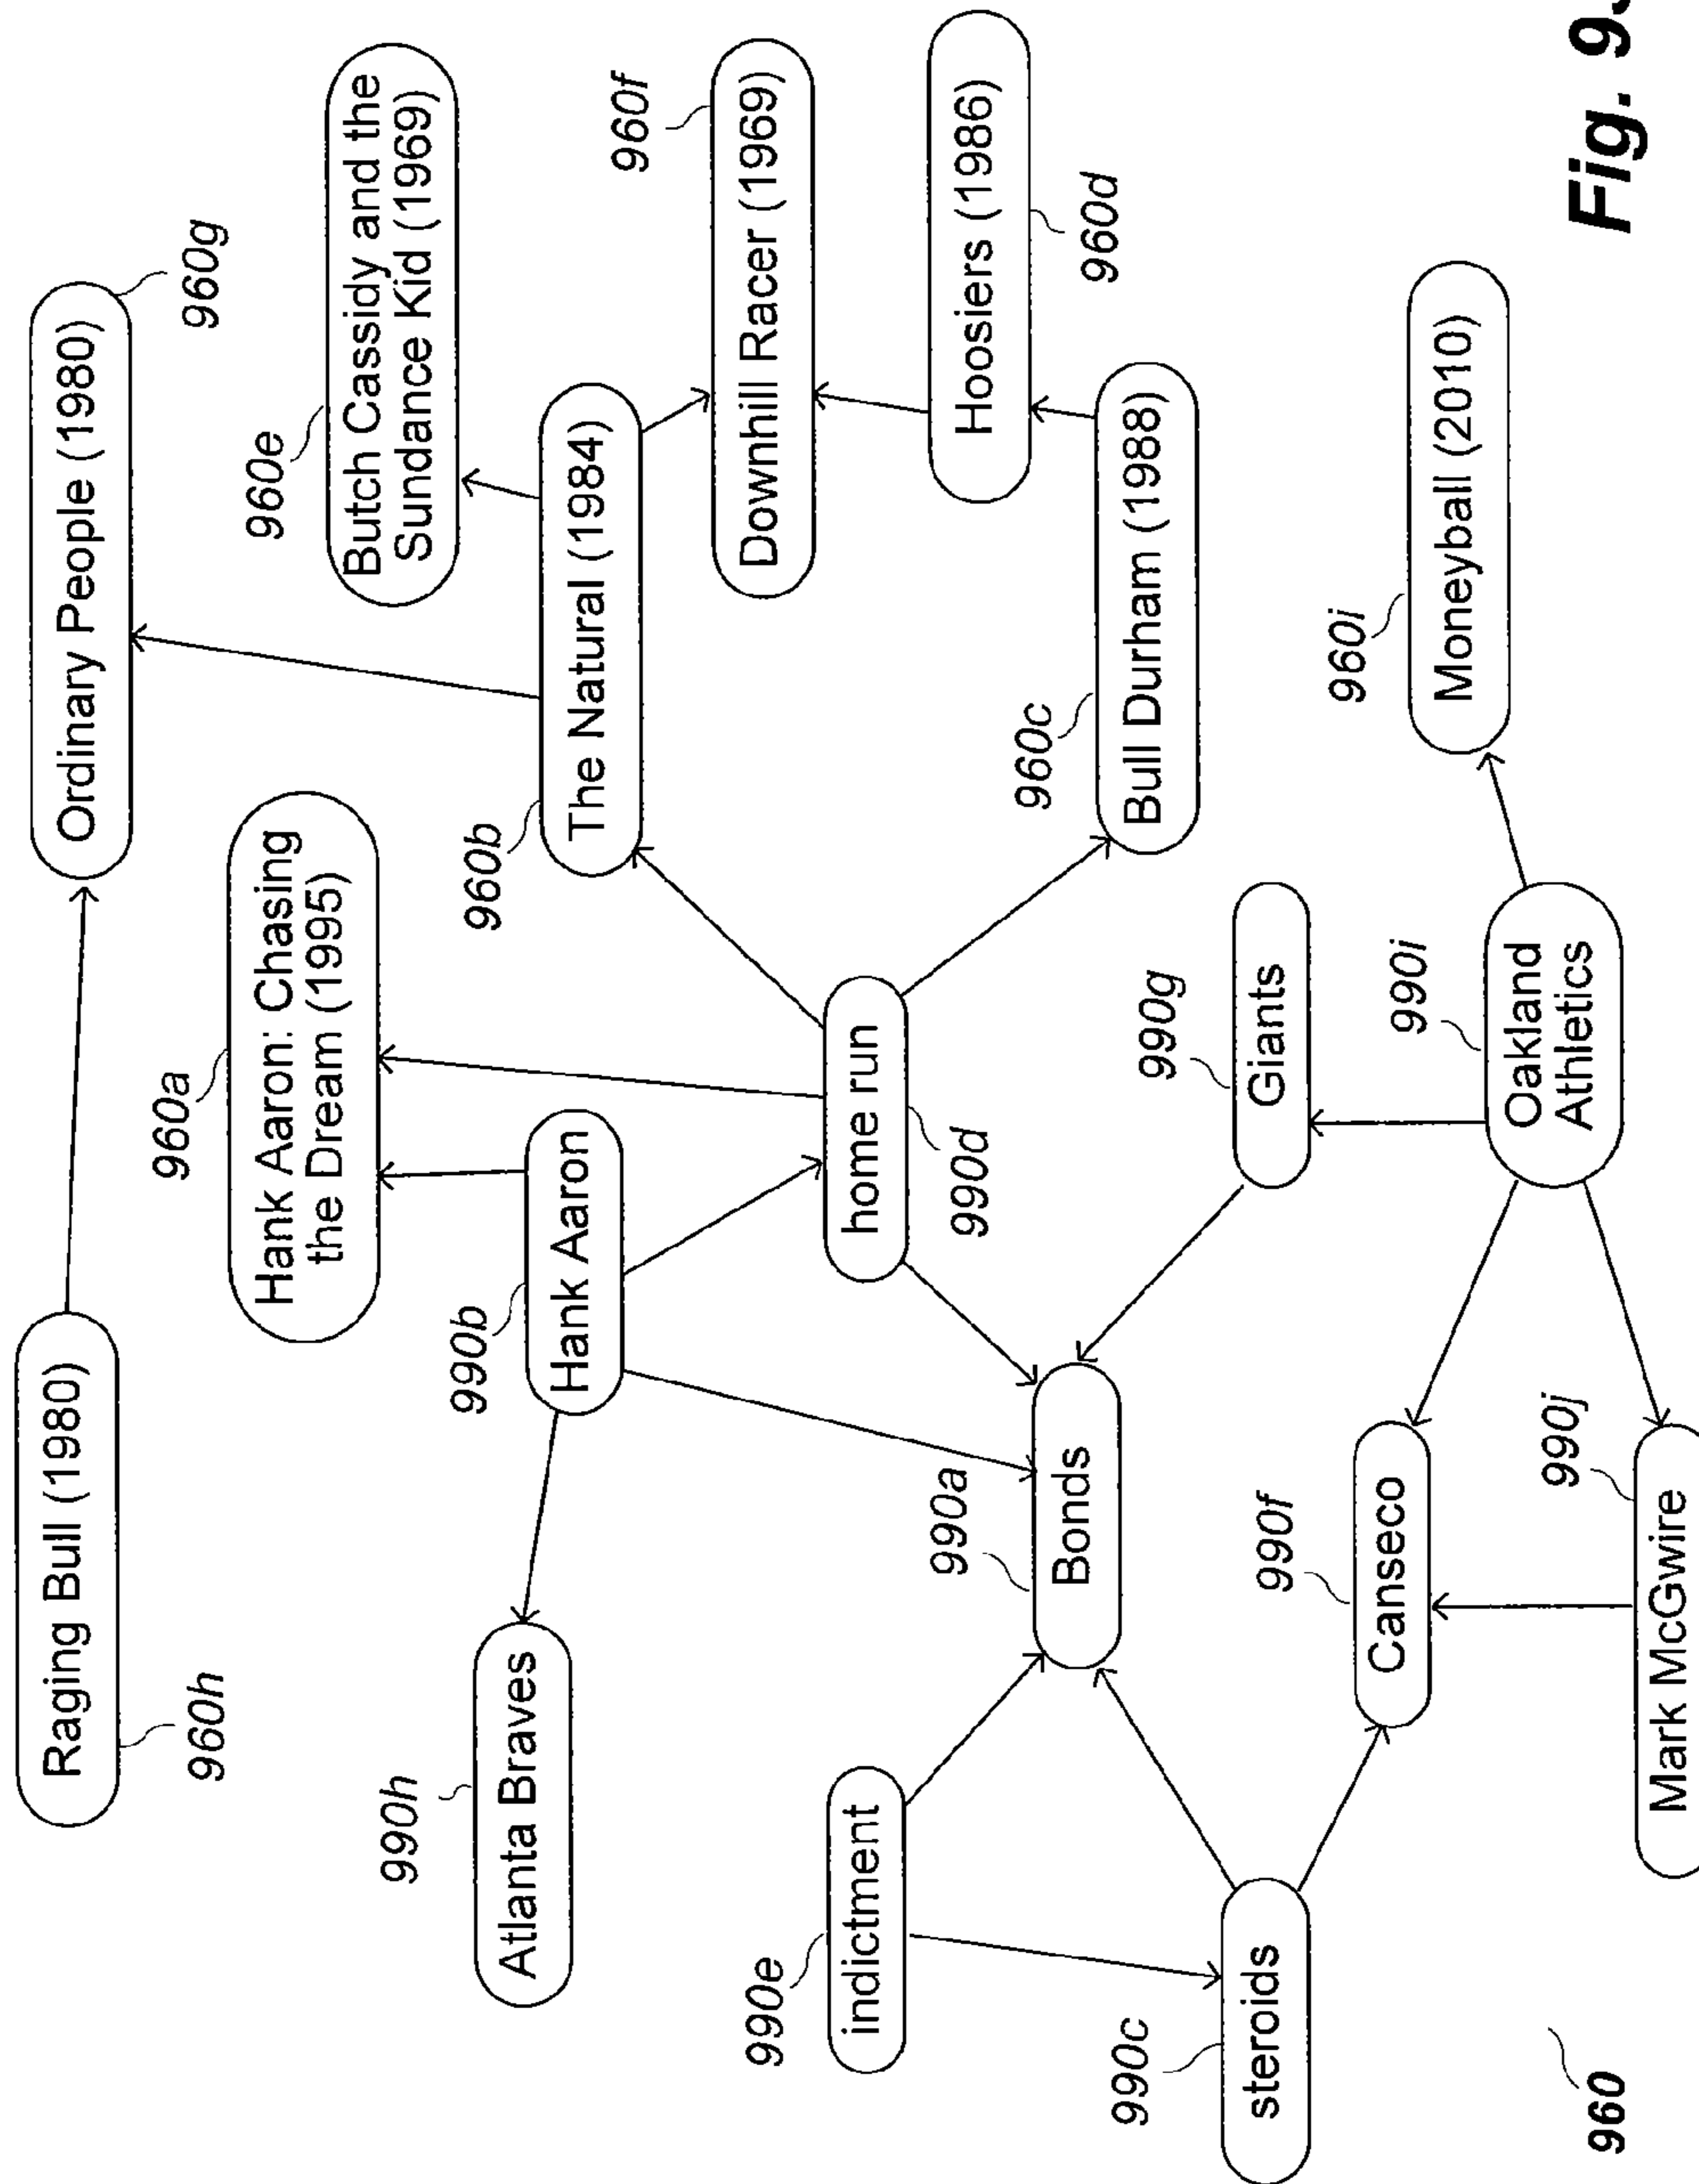 Raging Bull (1980)
Ordinary People (1980)
960h
960a
960g
Hank Aaron: Chasing
the Dream (1995)
960e
Butch Cassidy and the
Sundance Kid (1969)
990h
990b
960b
Atlanta Braves
Hank Aaron
The Natural (1984)
960f
Downhill Racer (1969)
990e
indictment
home run
990d
Hoosiers (1986)
960d
990a
Bonds
960c
Bull Durham (1988)
990c
990g
steroids
Giants
990f
Canseco
990i
960i
Moneyball (2010)
Oakland
Athletics
990j
Mark McGwire
960
Fig. 9